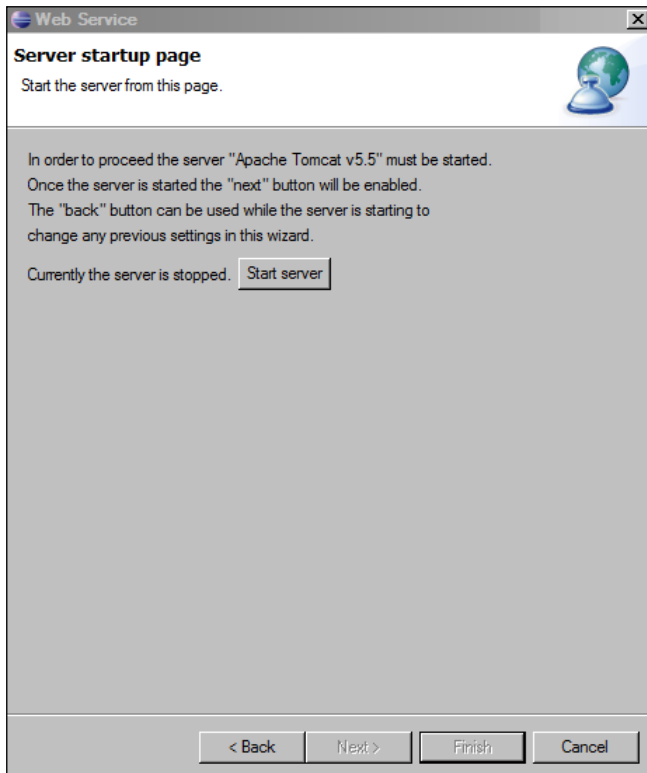 Web Service
Server startup page
Start the server from this page.
In order to proceed the server "Apache Tomcat v5.5" must be started.
Once the server is started the "next" button will be enabled.
The "back" button can be used while the server is starting to
change any previous settings in this wizard.
Currently the server is stopped. Start server
< Back Next > Finish Cancel